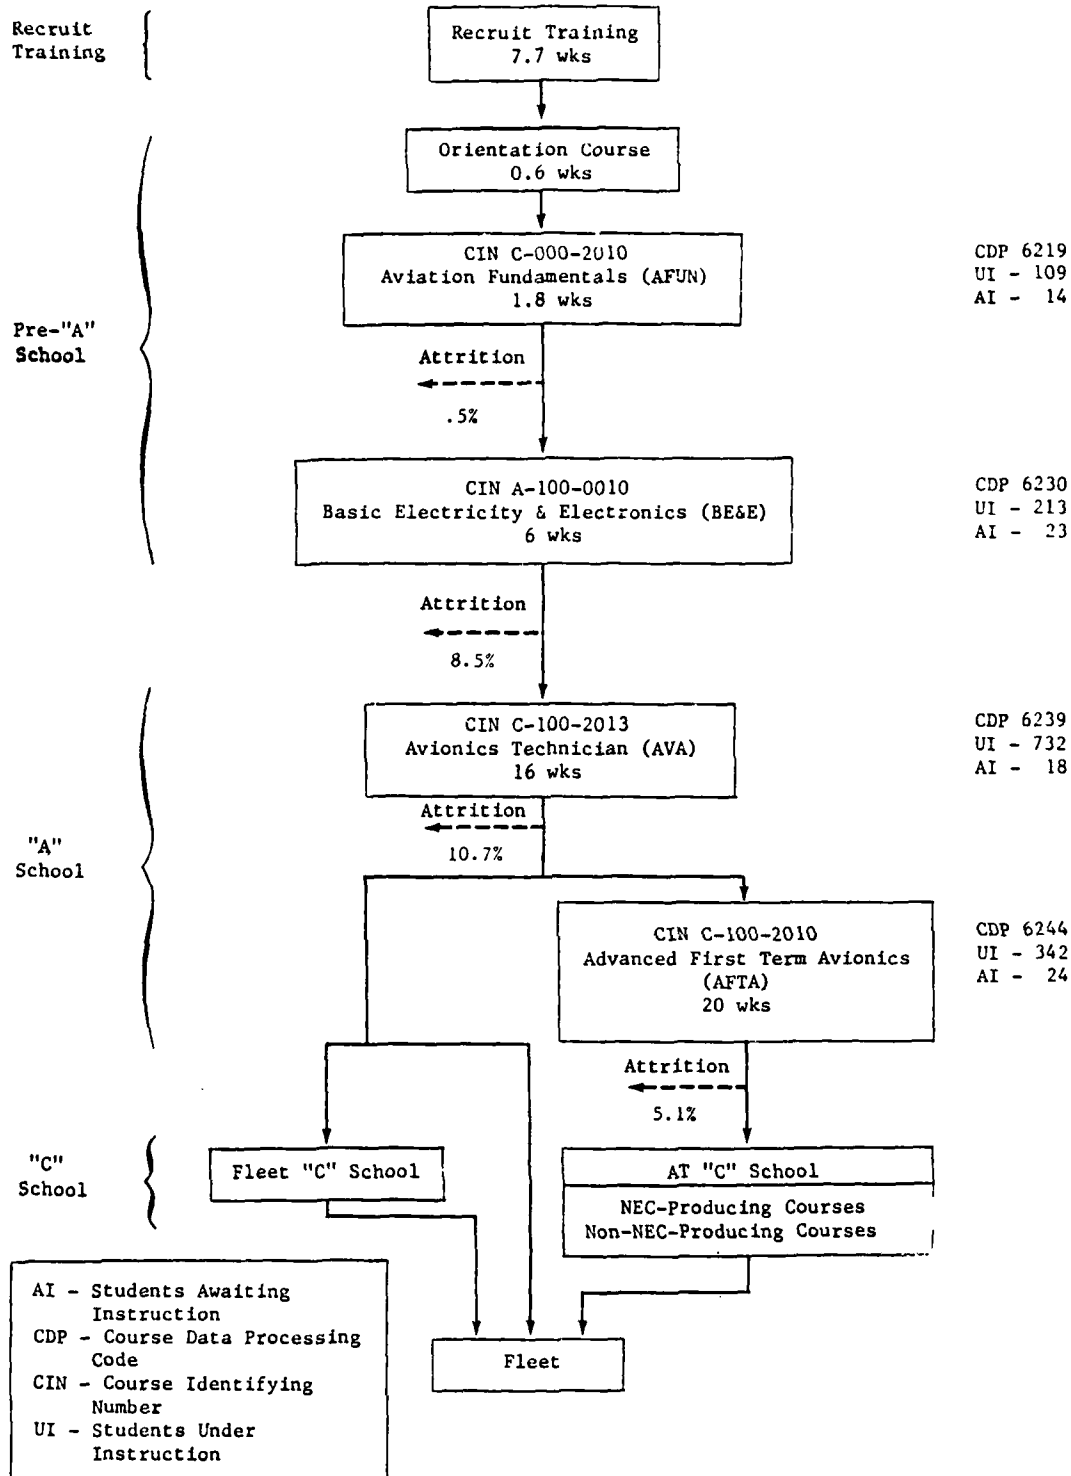 Recruit
Training
Recruit Training
7.7 wks
Orientation Course
0.6 wks
Pre-"A"
School
CIN C-000-2010
Aviation Fundamentals (AFUN)
1.8 wks
CDP 6219
UI - 109
AI - 14
Attrition
.5%
CIN A-100-0010
Basic Electricity & Electronics (BE&E)
6 wks
CDP 6230
UI - 213
AI - 23
Attrition
8.5%
"A"
School
CIN C-100-2013
Avionics Technician (AVA)
16 wks
CDP 6239
UI - 732
AI - 18
Attrition
10.7%
CIN C-100-2010
Advanced First Term Avionics
(AFTA)
20 wks
CDP 6244
UI - 342
AI - 24
Attrition
5.1%
"C"
School
Fleet "C" School
AT "C" School
NEC-Producing Courses
Non-NEC-Producing Courses
Fleet
AI - Students Awaiting
Instruction
CDP - Course Data Processing
Code
CIN - Course Identifying
Number
UI - Students Under
Instruction